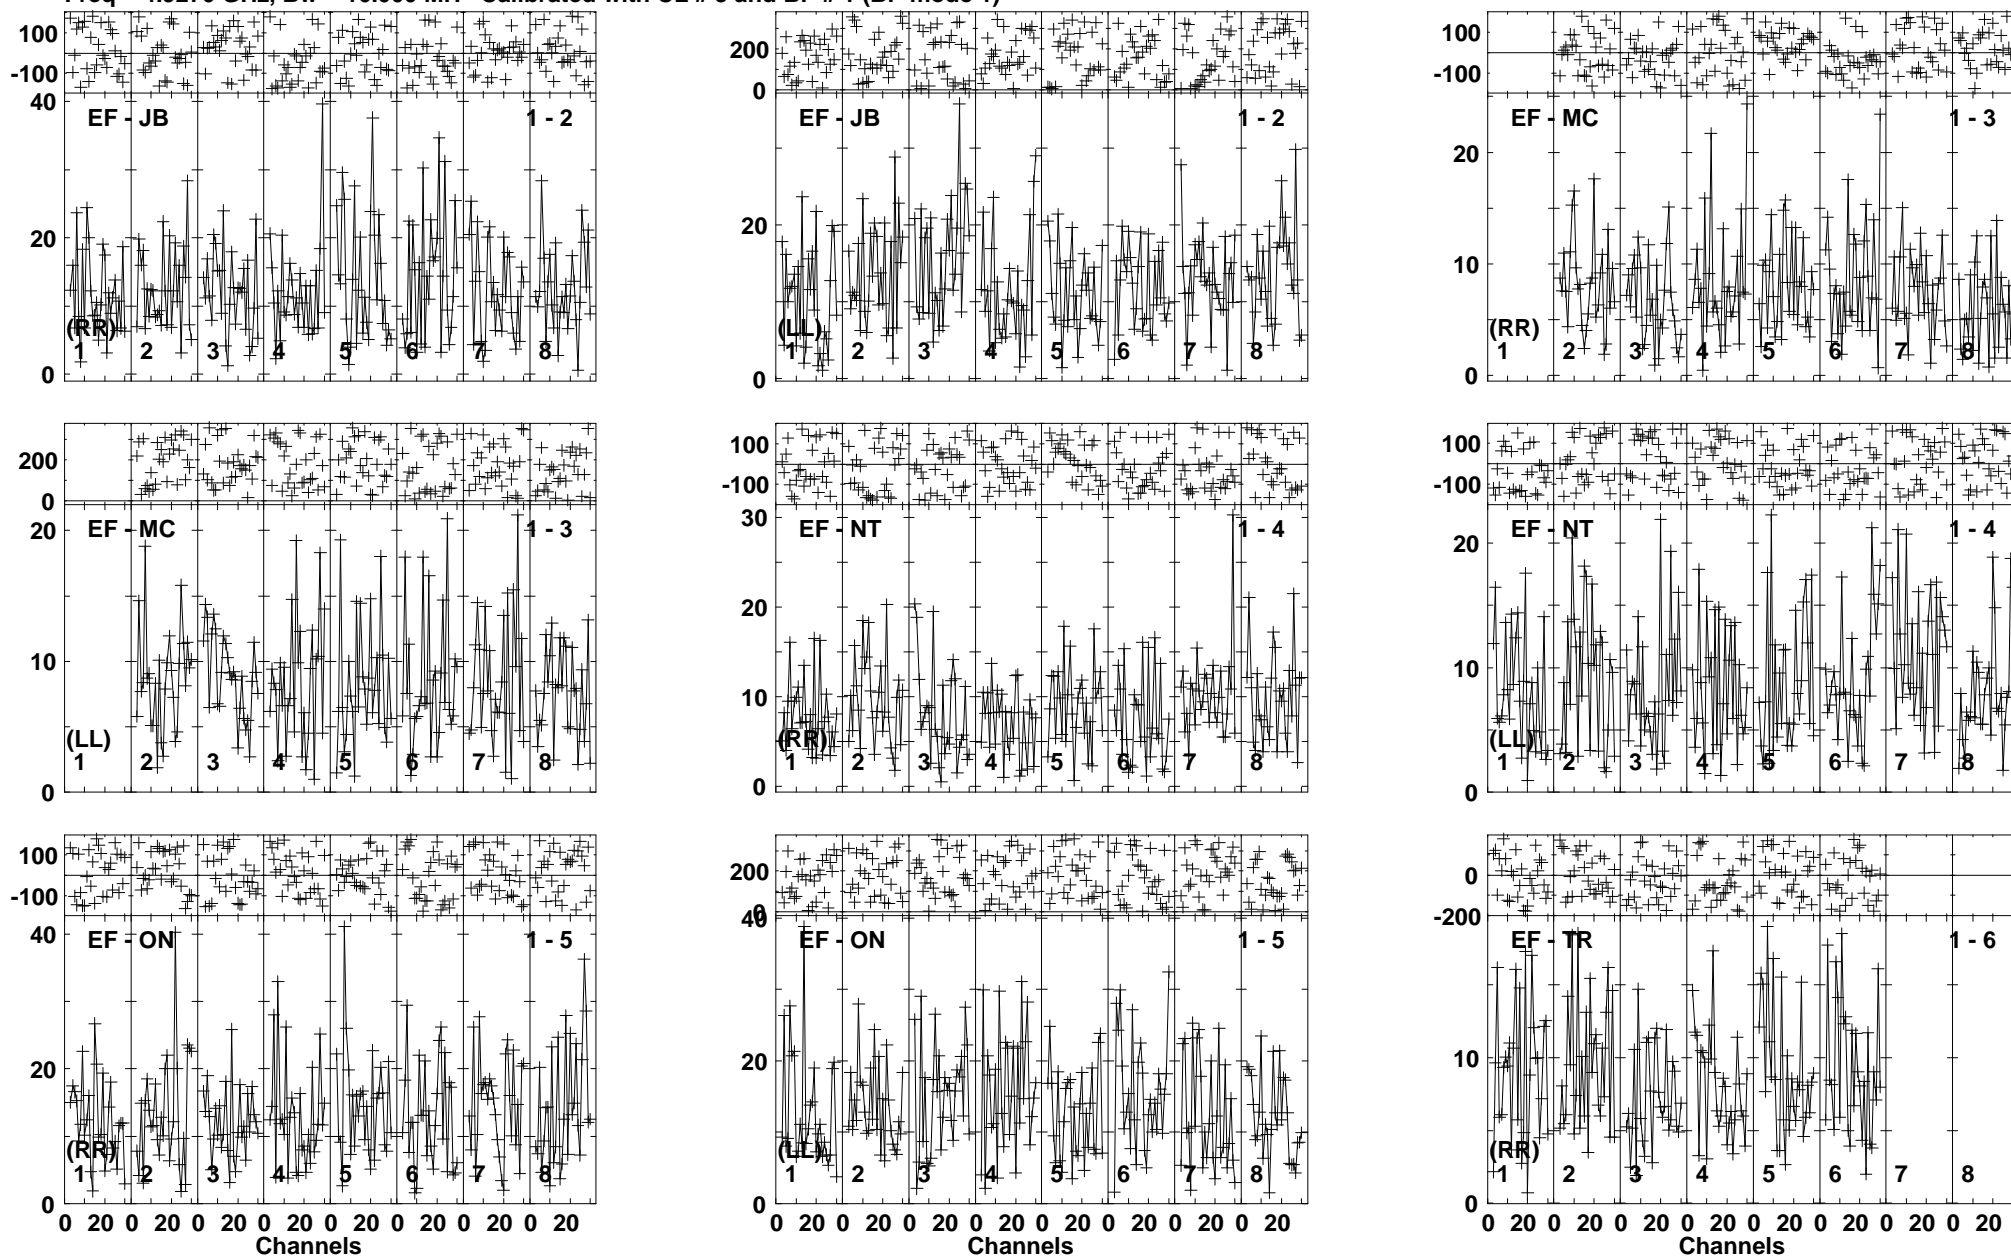 100 -100 200 0 100 -100
40 20 0 EF - JB 1 - 2 (RR) 1 2 3 4 5 6 7 8
20 0 EF - JB 1 - 2 (LL) 1 2 3 4 5 6 7 8
20 10 0 EF - MC 1 - 3 (RR) 1 2 3 4 5 6 7 8
200 0 100 -100 100 -100
20 10 0 EF - MC 1 - 3 (LL) 1 2 3 4 5 6 7 8
30 20 10 0 EF - NT 1 - 4 (RR) 1 2 3 4 5 6 7 8
20 10 0 EF - NT 1 - 4 (LL) 1 2 3 4 5 6 7 8
100 -100 200 0 0 -200
40 20 0 EF - ON 1 - 5 (RR) 1 2 3 4 5 6 7 8
40 20 0 EF - ON 1 - 5 (LL) 1 2 3 4 5 6 7 8
10 0 EF - TR 1 - 6 (RR) 1 2 3 4 5 6 7 8
0 20 0 20 0 20 0 20 0 20 0 20 0 20 0 20
0 20 0 20 0 20 0 20 0 20 0 20 0 20 0 20
0 20 0 20 0 20 0 20 0 20 0 20 0 20 0 20
Channels
Channels
Channels